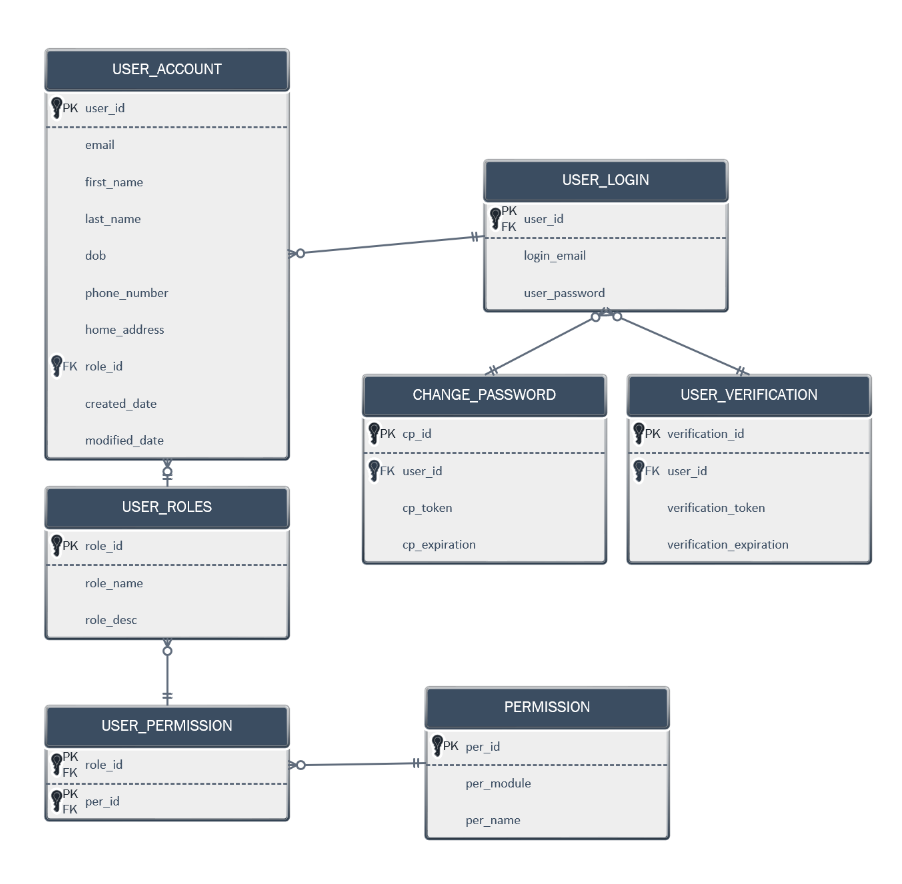 USER_ACCOUNT
PK user_id
email
first_name
last_name
dob
phone_number
home_address
FK role_id
created_date
modified_date
USER_LOGIN
PK
FK user_id
login_email
user_password
CHANGE_PASSWORD
PK cp_id
FK user_id
cp_token
cp_expiration
USER_VERIFICATION
PK verification_id
FK user_id
verification_token
verification_expiration
USER_ROLES
PK role_id
role_name
role_desc
USER_PERMISSION
PK
FK role_id
PK
FK per_id
PERMISSION
PK per_id
per_module
per_name